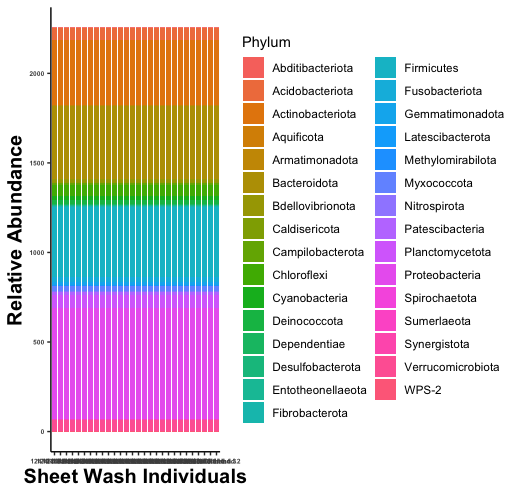 Relative Abundance
2000
1500
1000
500
0
Sheet Wash Individuals
Phylum
Abditibacteriota
Acidobacteriota
Actinobacteriota
Aquificota
Armatimonadota
Bacteroidota
Bdellovibrionota
Caldisericota
Campilobacterota
Chloroflexi
Cyanobacteria
Deinococcota
Dependentiae
Desulfobacterota
Entotheonellaeota
Fibrobacterota
Firmicutes
Fusobacteriota
Gemmatimonadota
Latescibacterota
Methylomirabilota
Myxococcota
Nitrospirota
Patescibacteria
Planctomycetota
Proteobacteria
Spirochaetota
Sumerlaeota
Synergistota
Verrucomicrobiota
WPS-2